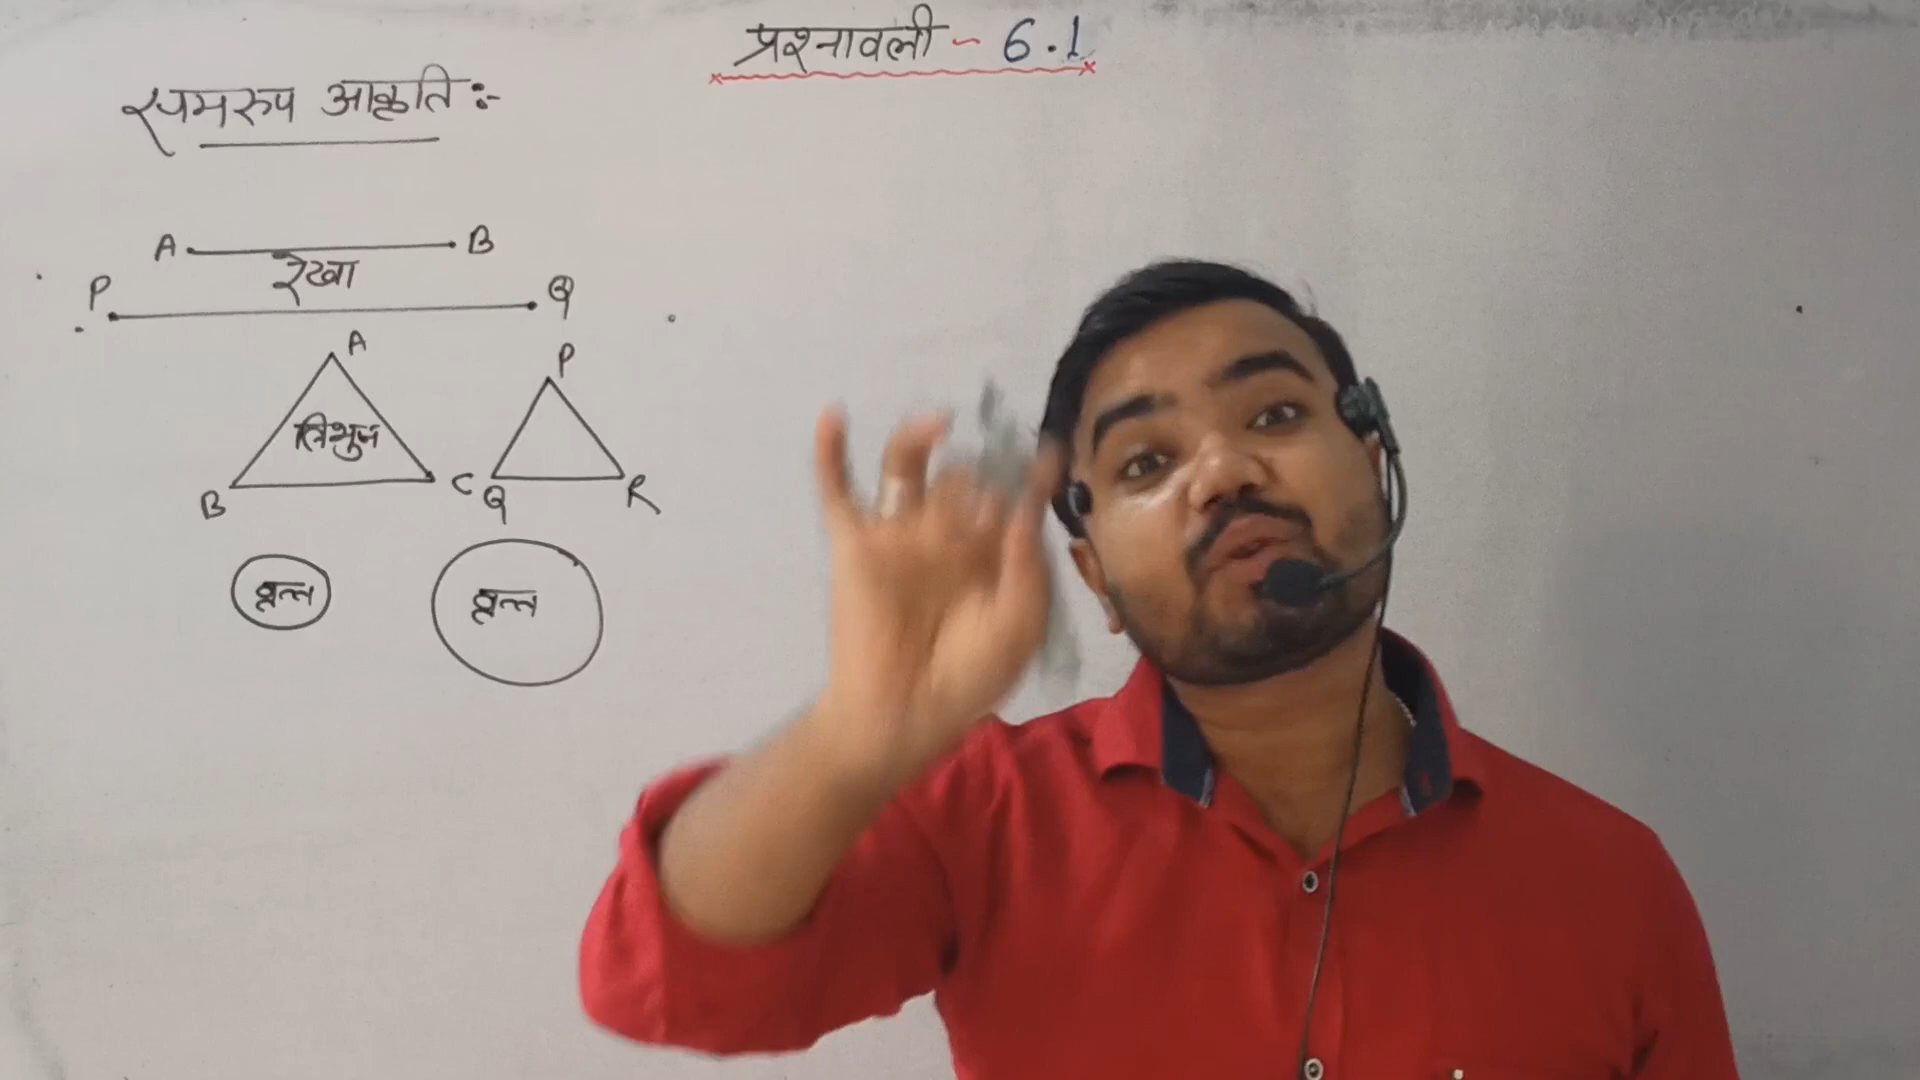 प्रश्नावली - 6.1
समरुप आकृति :-
A B
रेखा
P Q
A P
त्रिभुज
B C Q R
वृत्त वृत्त